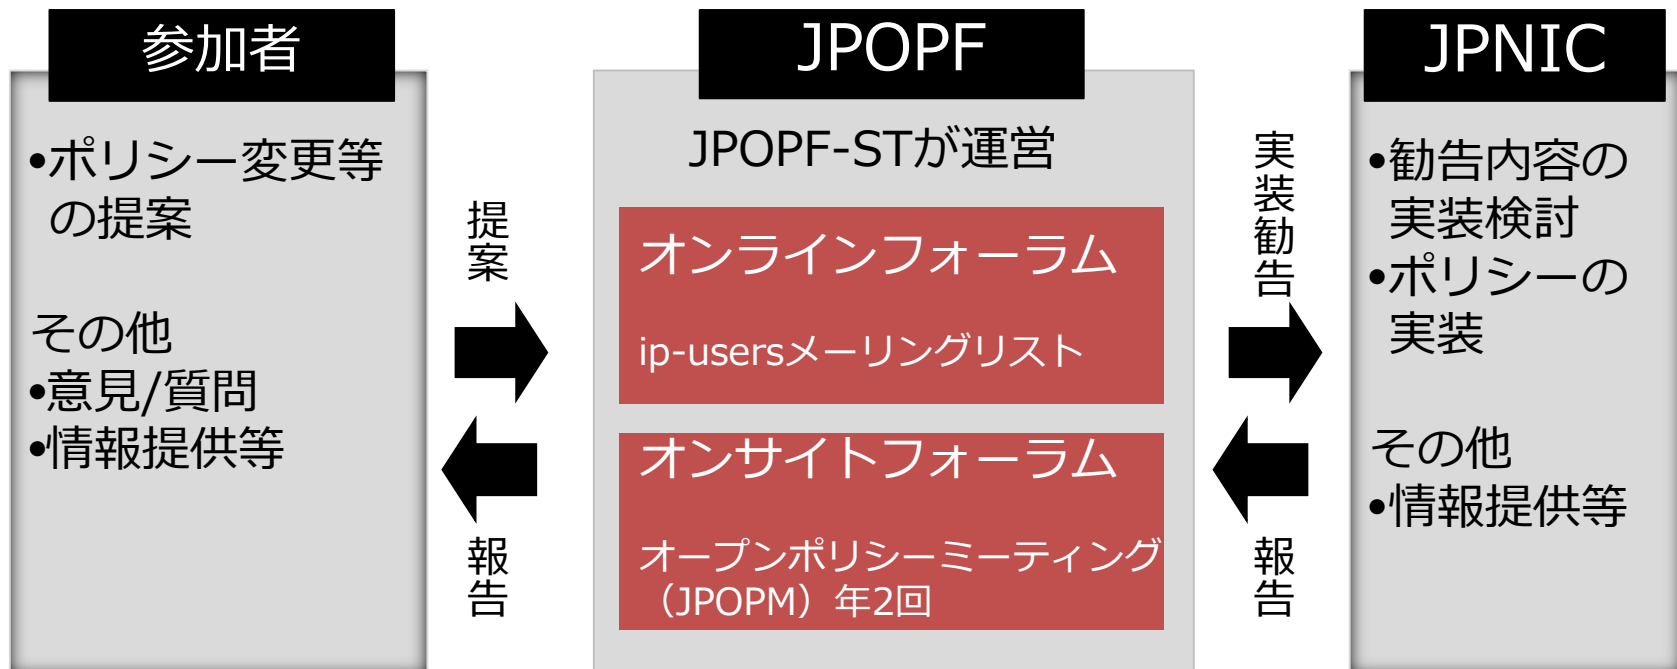 参加者
•ポリシー変更等
の提案
その他
•意見/質問
•情報提供等
提案
報告
JPOPF
JPOPF-STが運営
オンラインフォーラム
ip-usersメーリングリスト
オンサイトフォーラム
オープンポリシーミーティング
（JPOPM）年2回
実装勧告
報告
JPNIC
•勧告内容の
実装検討
•ポリシーの
実装
その他
•情報提供等